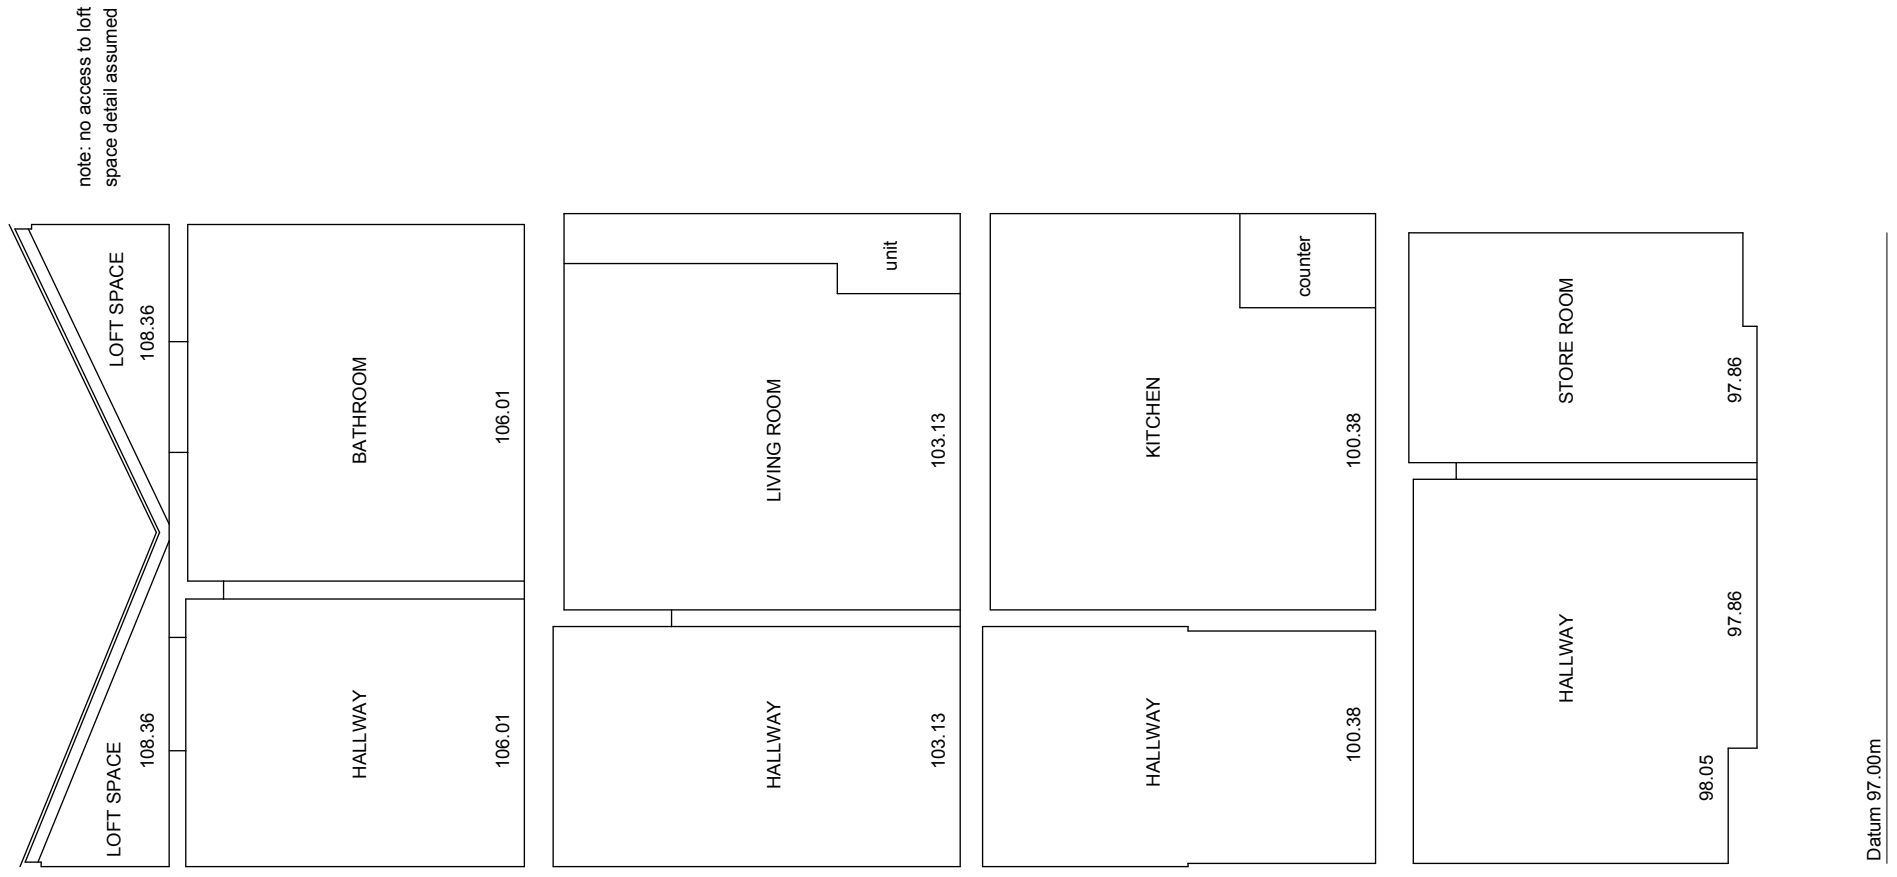 note: no access to loft
space detail assumed
LOFT SPACE
108.36
LOFT SPACE
108.36
HALLWAY
BATHROOM
106.01
106.01
HALLWAY
LIVING ROOM
unit
103.13
103.13
HALLWAY
KITCHEN
counter
100.38
100.38
HALLWAY
STORE ROOM
98.05
97.86
97.86
Datum 97.00m